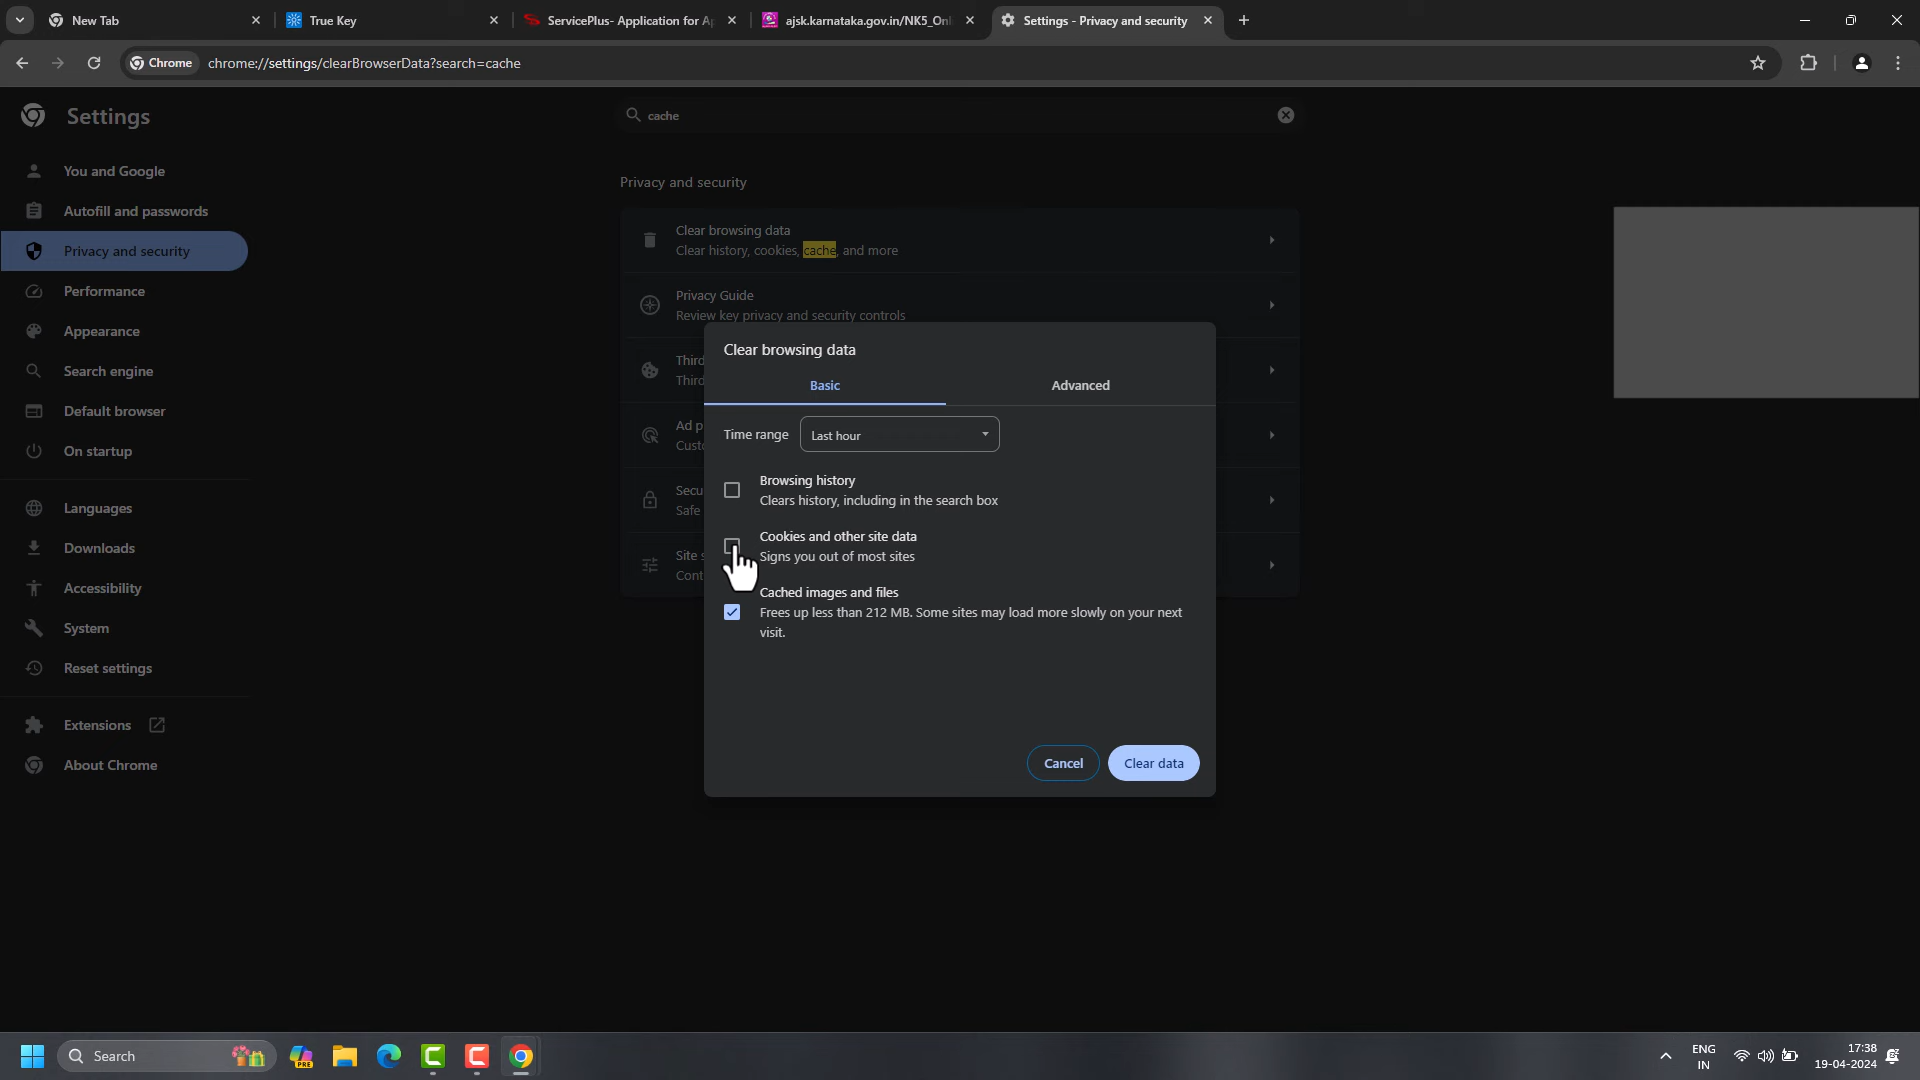 New Tab
True Key
ServicePlus- Application for A
ajsk.karnataka.gov.in/NK5_Onl
Settings - Privacy and security
Chrome
chrome://settings/clearBrowserData?search=cache
Settings
cache
You and Google
Autofill and passwords
Privacy and security
Performance
Appearance
Search engine
Default browser
On startup
Languages
Downloads
Accessibility
System
Reset settings
Extensions
About Chrome
Privacy and security
Clear browsing data
Clear history, cookies, cache, and more
Privacy Guide
Review key privacy and security controls
Third
Third
Ad p
Custo
Secu
Safe
Site s
Cont
Clear browsing data
Basic
Advanced
Time range
Last hour
Browsing history
Clears history, including in the search box
Cookies and other site data
Signs you out of most sites
Cached images and files
Frees up less than 212 MB. Some sites may load more slowly on your next
visit.
Cancel
Clear data
Search
PRE
ENG
IN
17:38
19-04-2024